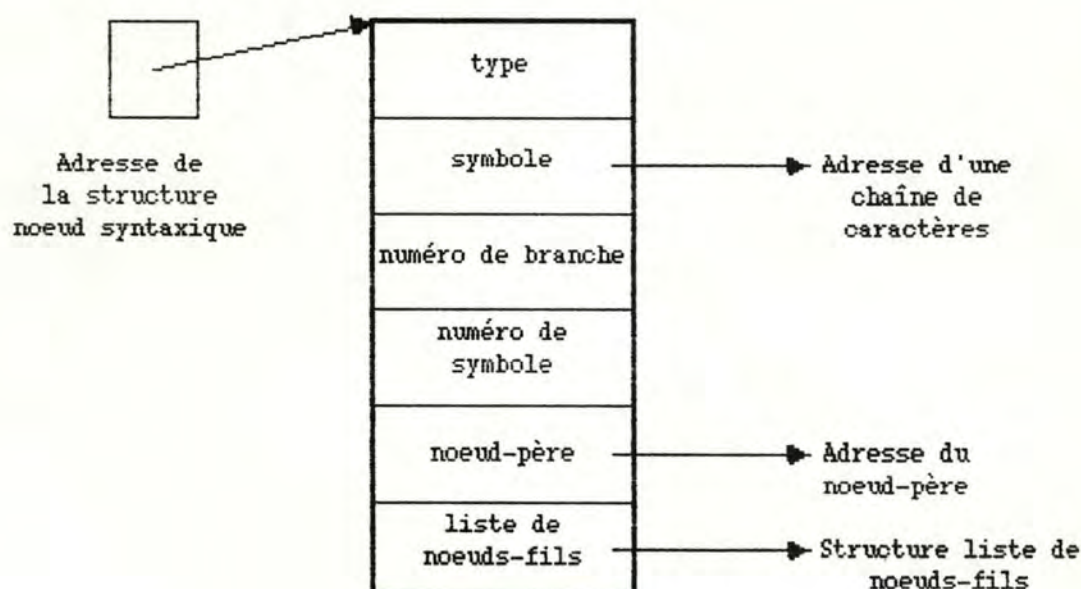 type
Adresse de
la structure
noeud syntaxique
symbole
Adresse d'une
chaîne de
caractères
numéro de branche
numéro de
symbole
noeud-père
Adresse du
noeud-père
liste de
noeuds-fils
Structure liste de
noeuds-fils